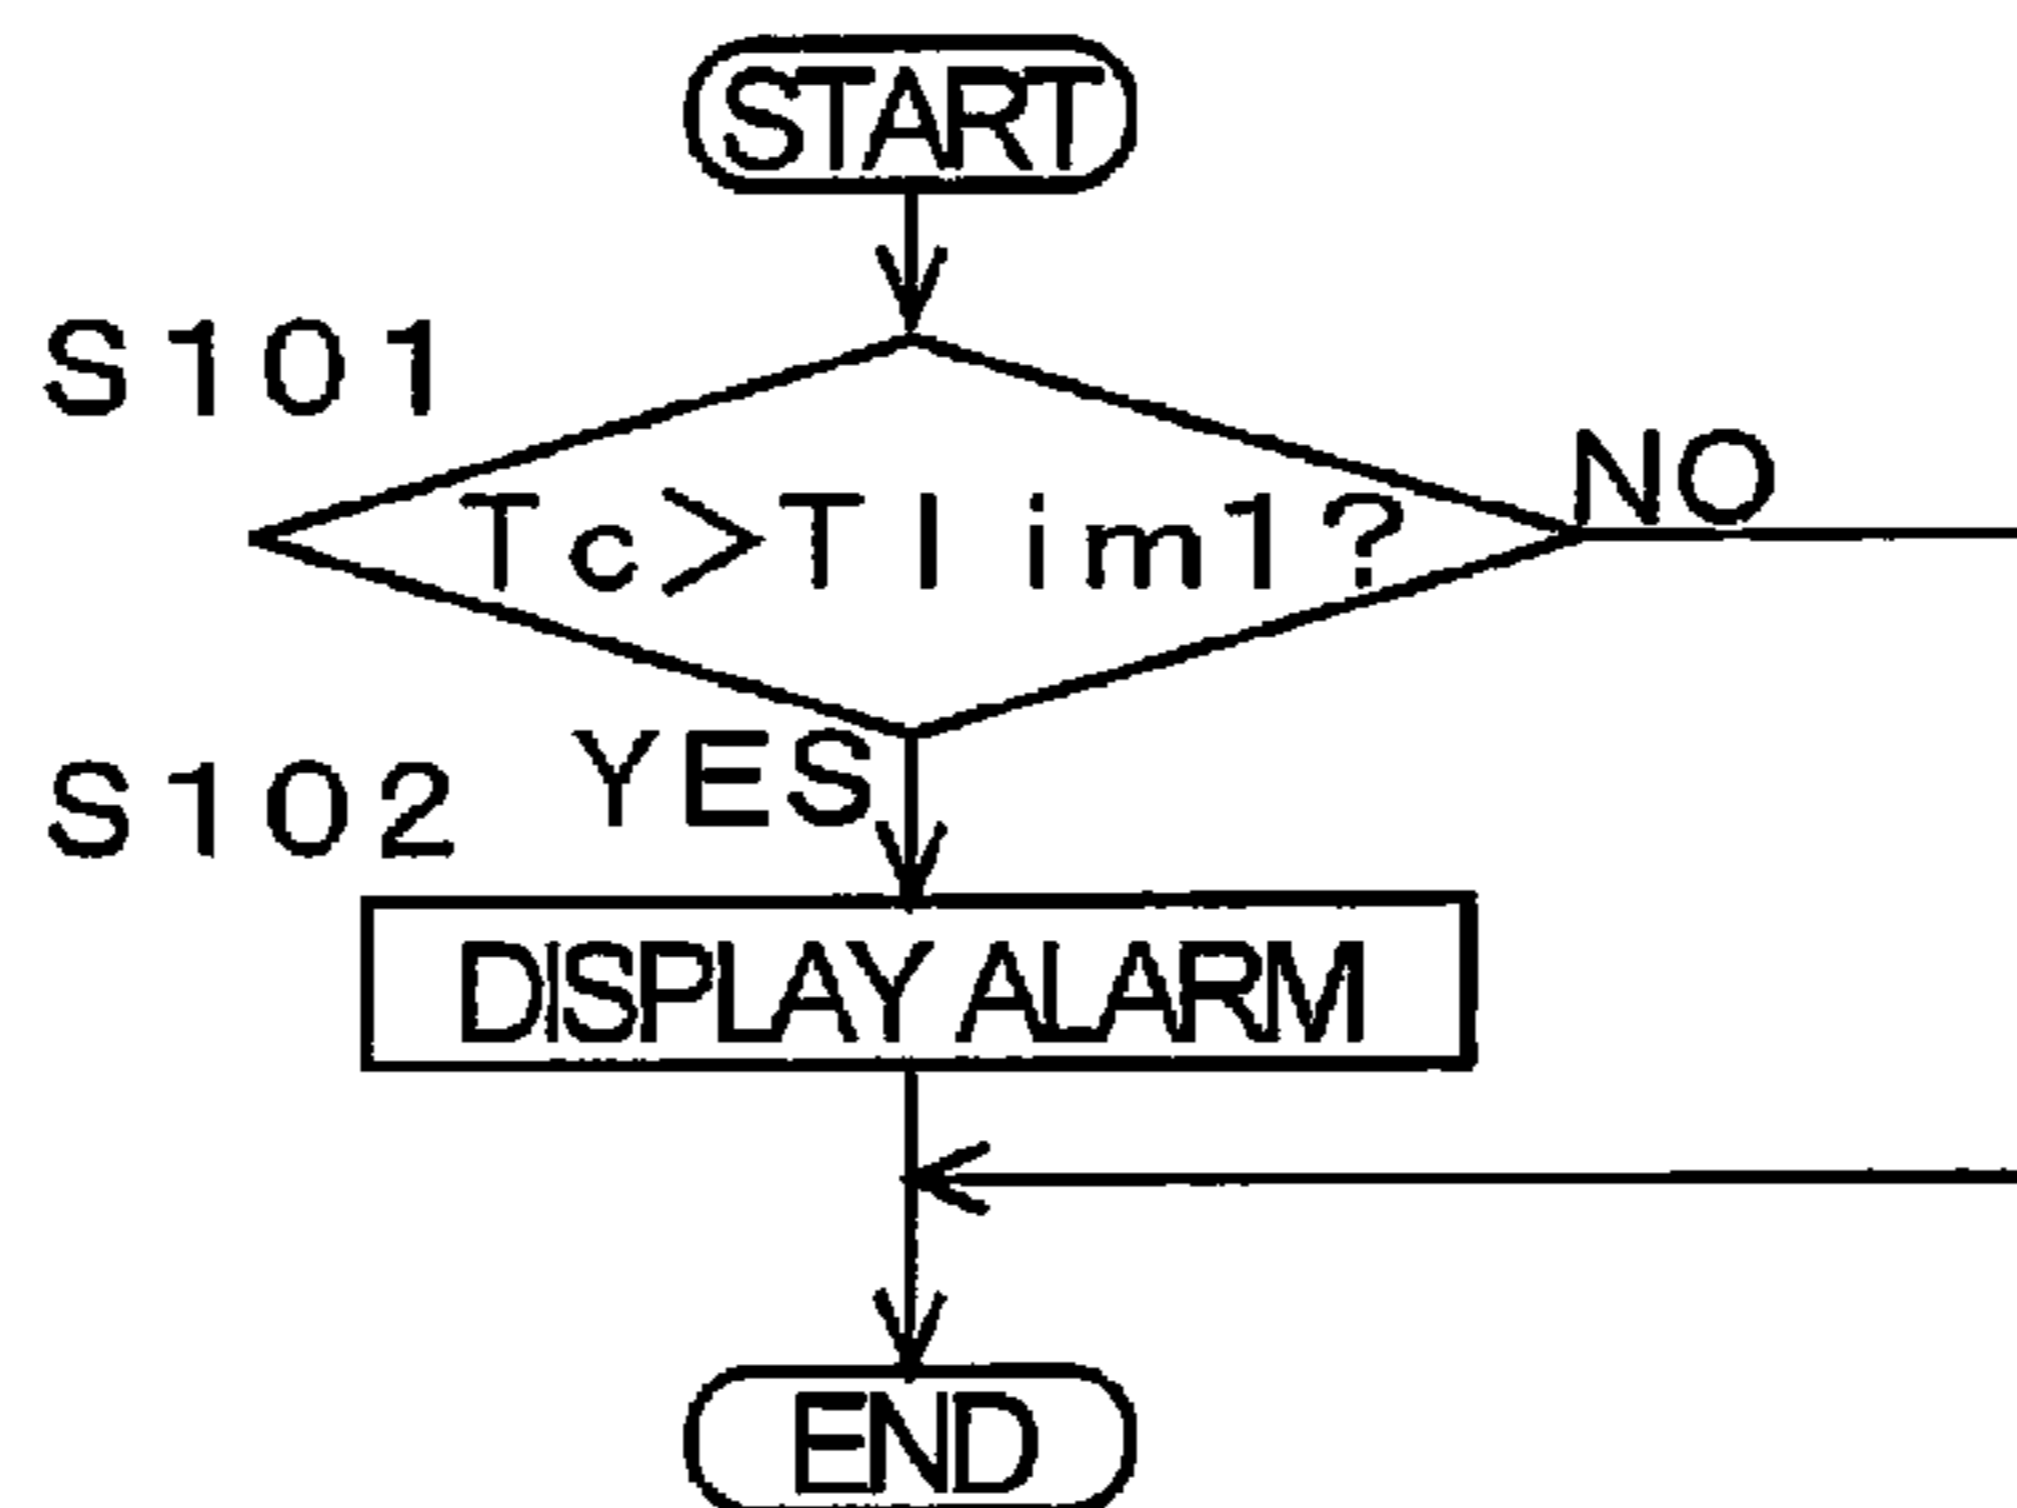 START
S101
Tc>Tlim1?
NO
YES
S102
DISPLAY ALARM
END